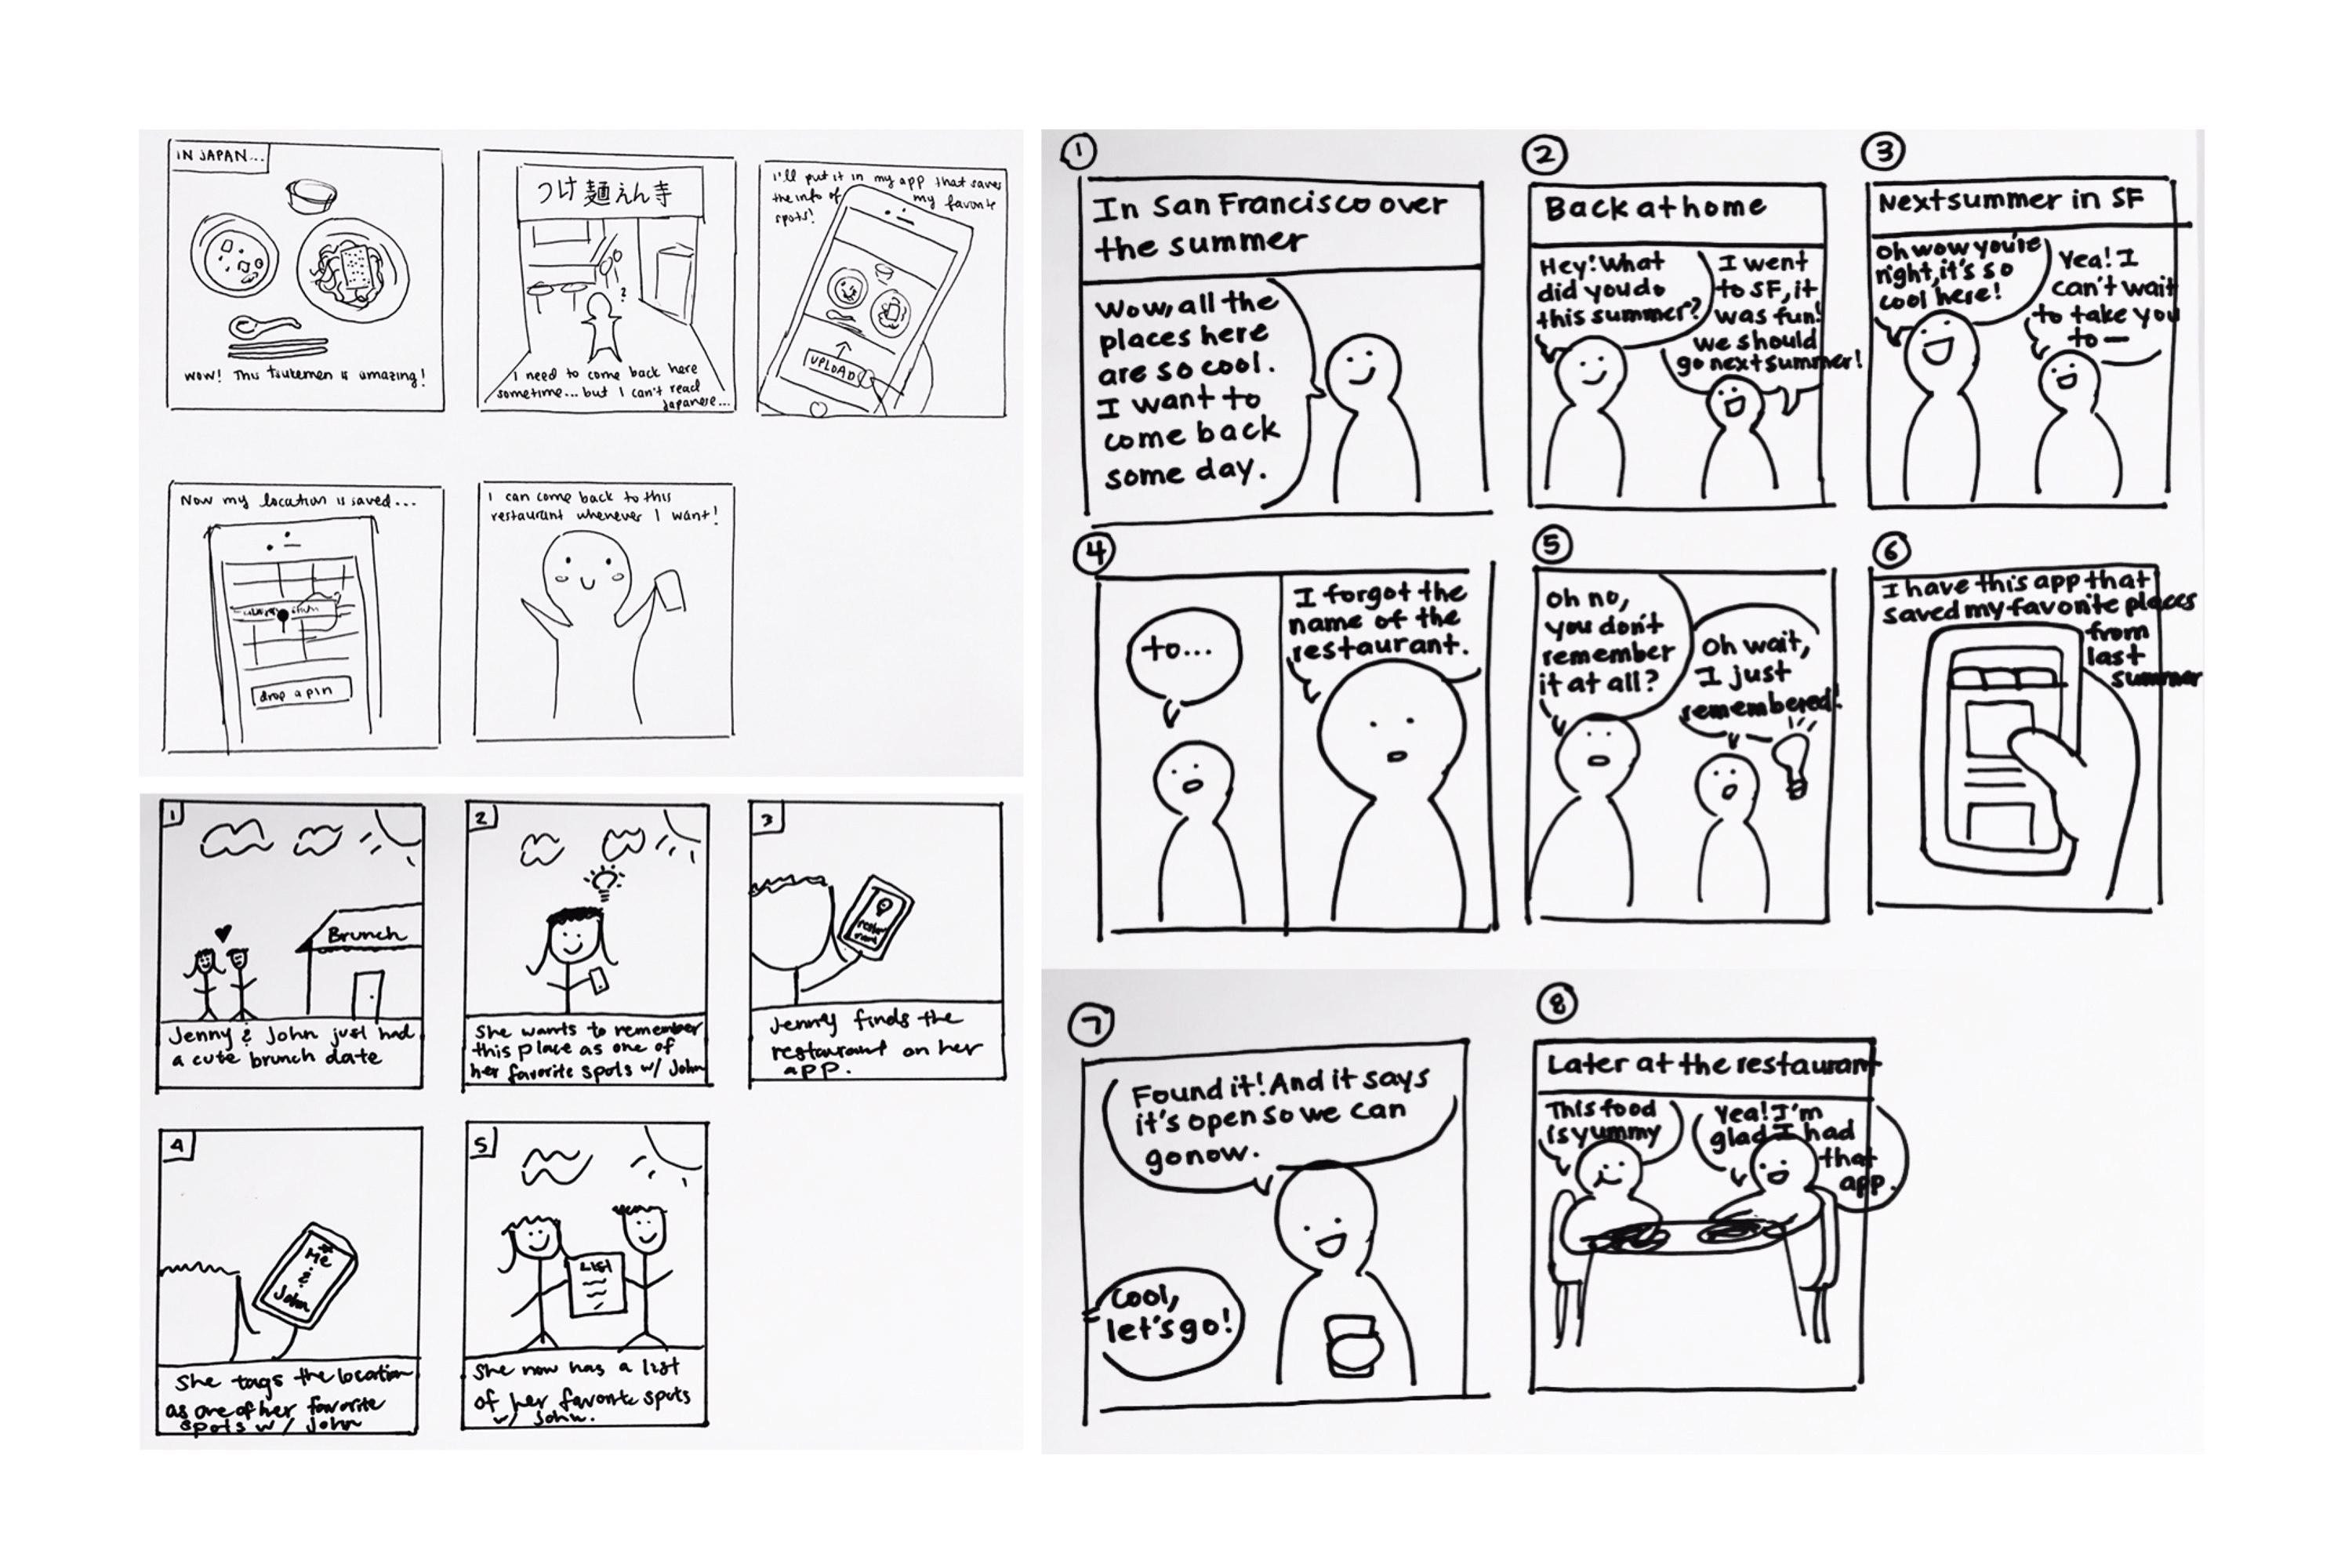 IN JAPAN...
WOW! This tsukemen is amazing!
つけ麺えん寺
?
I need to come back here
sometime... but I can't read
Japanese...
I'll put it in my app that saves
the info of my favorite
spots!
UPLOAD
Now my location is saved...
drop a pin
I can come back to this
restaurant whenever I want!
1
Brunch
Jenny & John just had
a cute brunch date
2
She wants to remember
this place as one of
her favorite spots w/ John
3
Jenny finds the
restaurant on her
app.
4
Me
&
John
She tags the location
as one of her favorite
spots w/ John
5
LIST
She now has a list
of her favorite spots
w/ John.
1
In San Francisco over
the summer
Wow, all the
places here
are so cool.
I want to
come back
some day.
2
Back at home
Hey! What
did you do
this summer?
I went
to SF, it
was fun!
we should
go next summer!
3
Next summer in SF
Oh wow you're
right, it's so
cool here!
Yea! I
can't wait
to take you
to —
4
to...
I forgot the
name of the
restaurant.
5
Oh no,
you don't
remember
it at all?
Oh wait,
I just
remembered!
6
I have this app that
saved my favorite places
from
last
summer
7
Found it! And it says
it's open so we can
go now.
Cool,
let's go!
8
Later at the restaurant
This food
is yummy
Yea! I'm
glad I had
that
app.